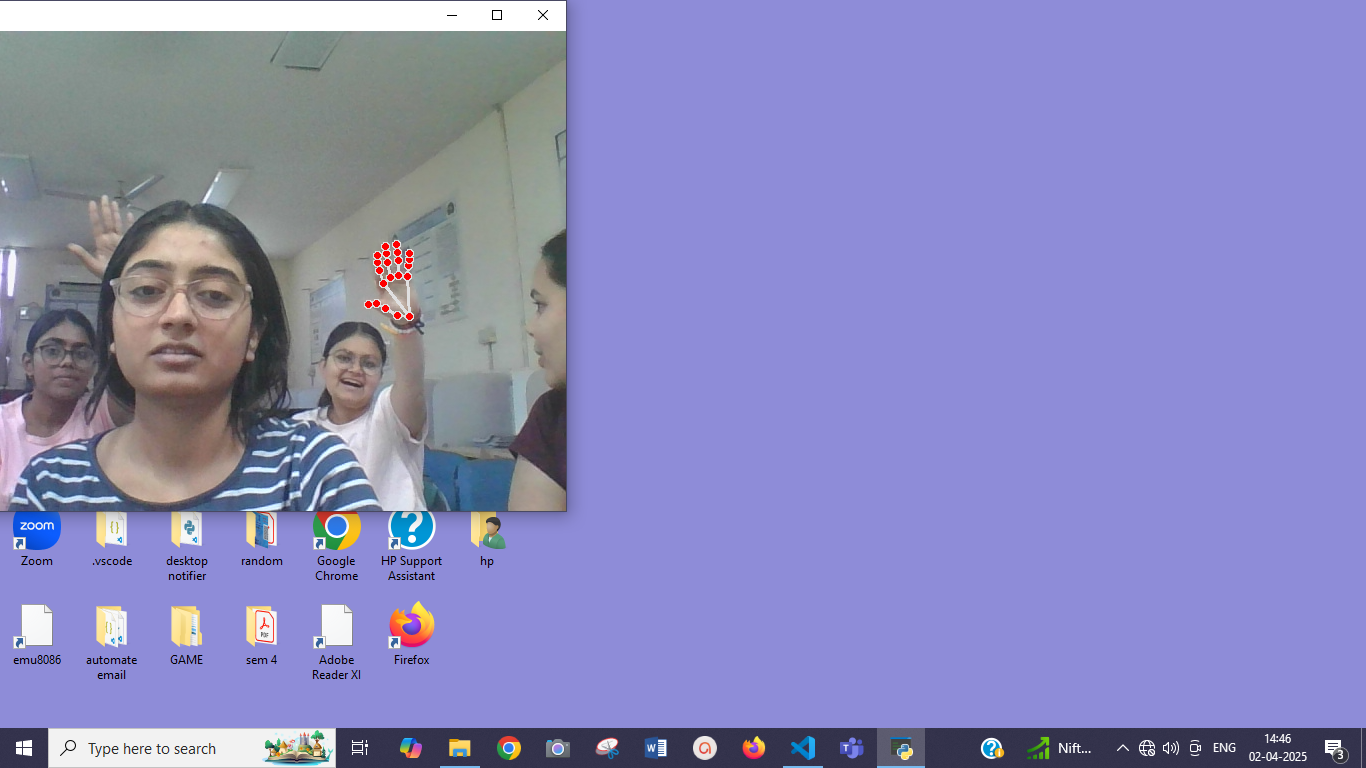 zoom
Zoom
.vscode
desktop
notifier
random
Google
Chrome
HP Support
Assistant
hp
emu8086
automate
email
PDF
GAME
sem 4
Adobe
Reader XI
Firefox
Type here to search
Nift...
ENG
14:46
02-04-2025
3